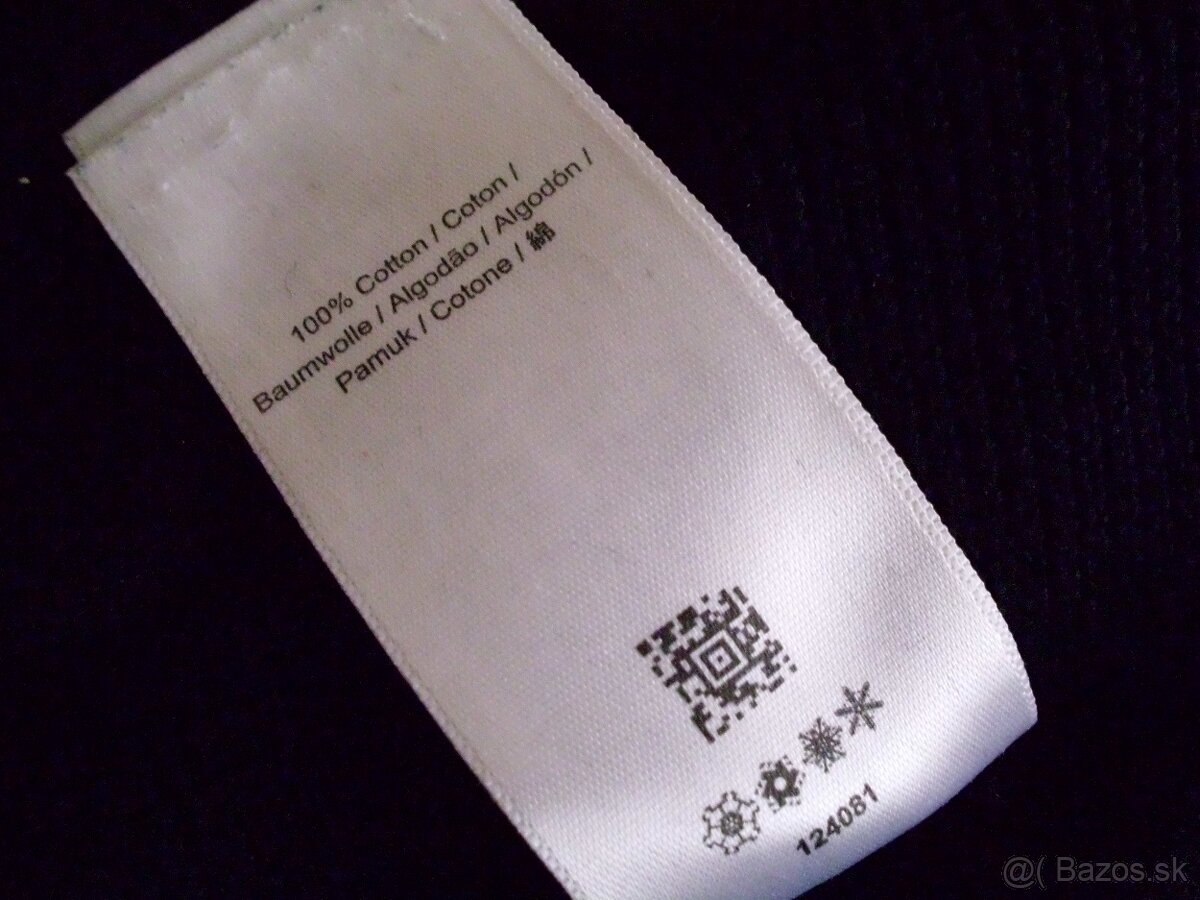 100% Cotton / Coton /
Baumwolle / Algodão / Algodón /
Pamuk / Cotone / 綿
124081
@( Bazos.sk